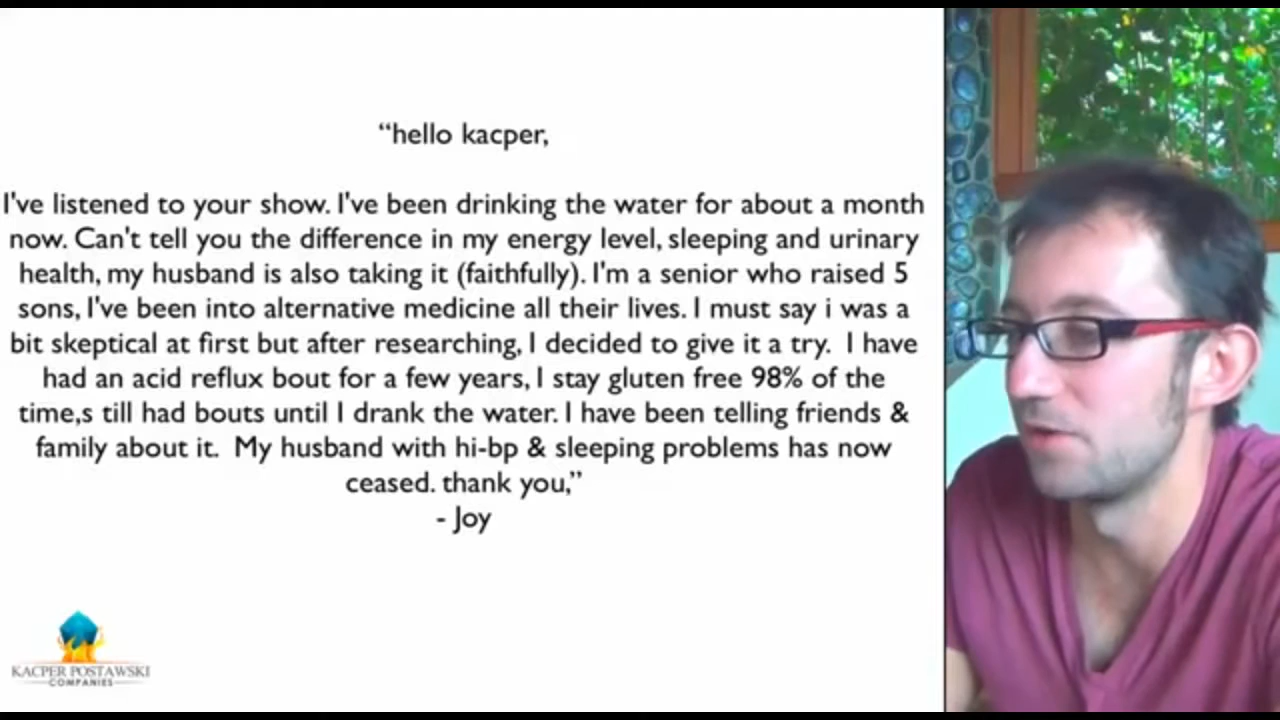 “hello kacper,
I've listened to your show. I've been drinking the water for about a month
now. Can't tell you the difference in my energy level, sleeping and urinary
health, my husband is also taking it (faithfully). I'm a senior who raised 5
sons, I've been into alternative medicine all their lives. I must say i was a
bit skeptical at first but after researching, I decided to give it a try. I have
had an acid reflux bout for a few years, I stay gluten free 98% of the
time,s till had bouts until I drank the water. I have been telling friends &
family about it. My husband with hi-bp & sleeping problems has now
ceased. thank you,”
- Joy
KACPER POSTAWSKI
COMPANIES